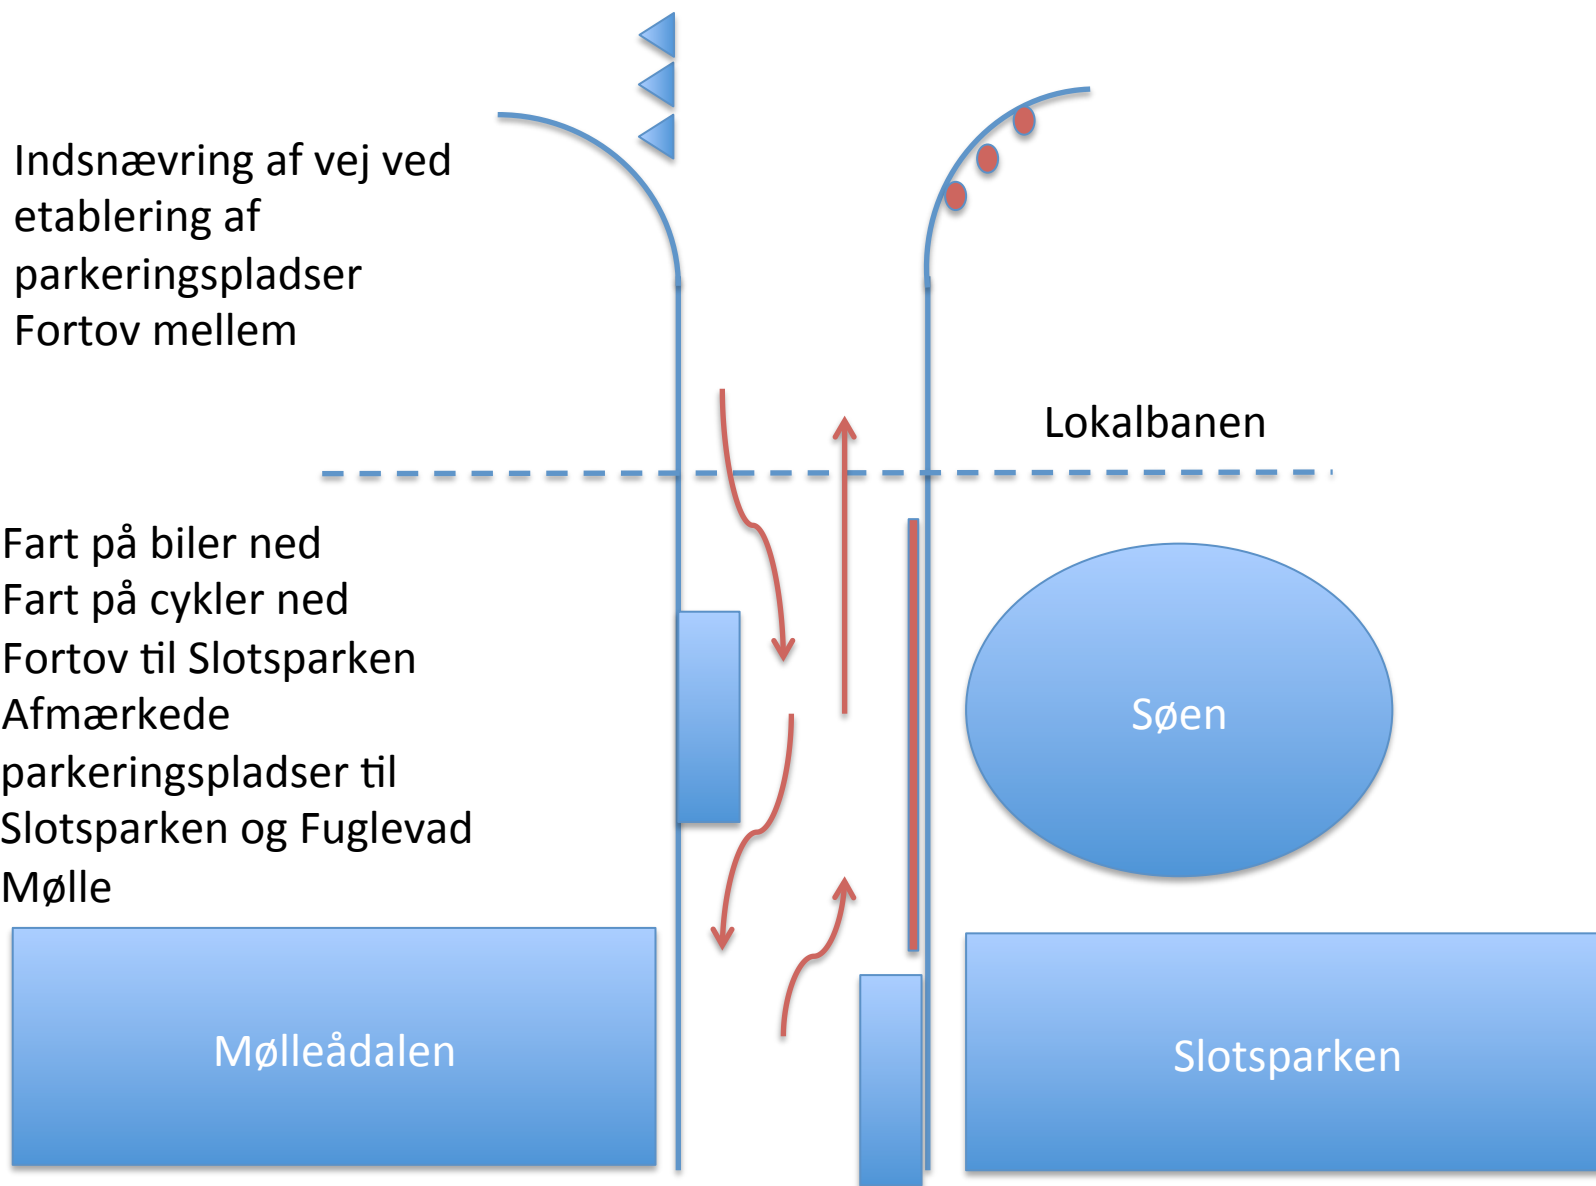 Indsnævring af vej ved
etablering af
parkeringspladser
Fortov mellem
Lokalbanen
Fart på biler ned
Fart på cykler ned
Fortov til Slotsparken
Afmærkede
parkeringspladser til
Slotsparken og Fuglevad
Mølle
Søen
Mølleådalen
Slotsparken